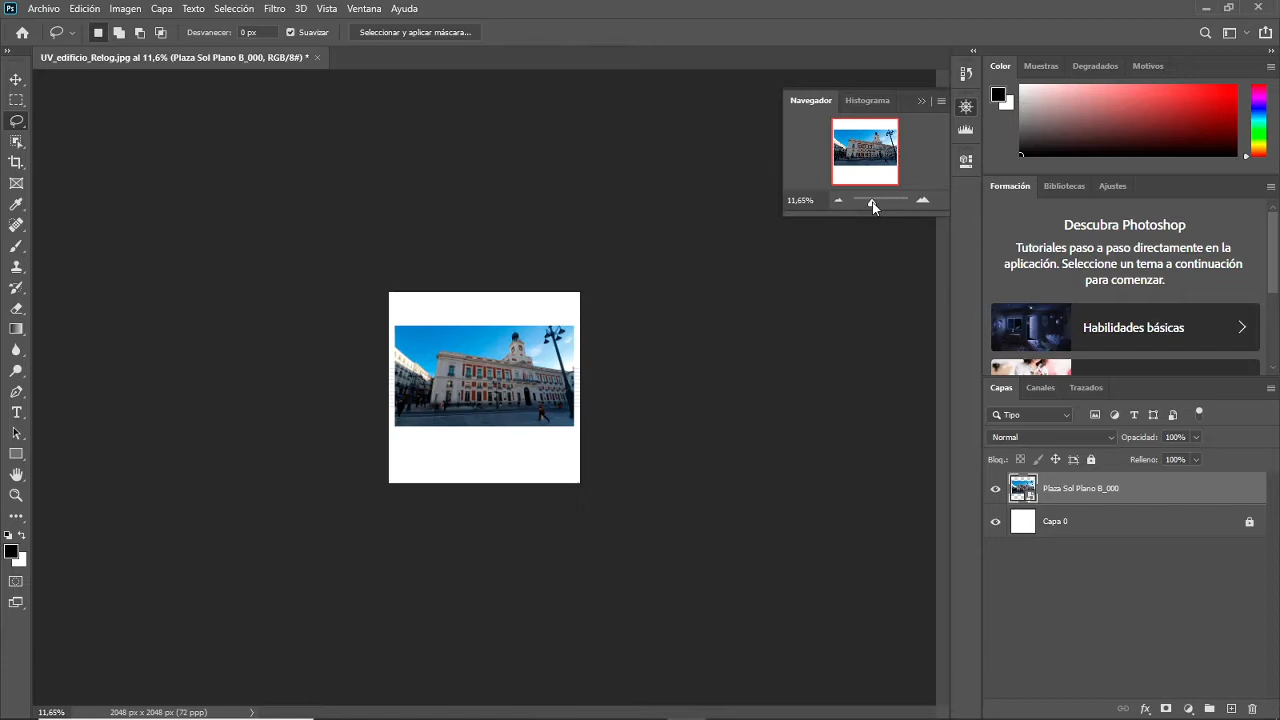 Ps Archivo Edición Imagen Capa Texto Selección Filtro 3D Vista Ventana Ayuda
Desvanecer: 0 px Suavizar Seleccionar y aplicar máscara...
UV_edificio_Relog.jpg al 11,6% (Plaza Sol Plano B_000, RGB/8#) *
Color Muestras Degradados Motivos
Navegador Histograma
11,65%
Formación Bibliotecas Ajustes
Descubra Photoshop
Tutoriales paso a paso directamente en la
aplicación. Seleccione un tema a continuación
para comenzar.
Habilidades básicas
Capas Canales Trazados
Tipo
Normal Opacidad: 100%
Bloq.: Relleno: 100%
Plaza Sol Plano B_000
Capa 0
fx
11,65% 2048 px x 2048 px (72 ppp)